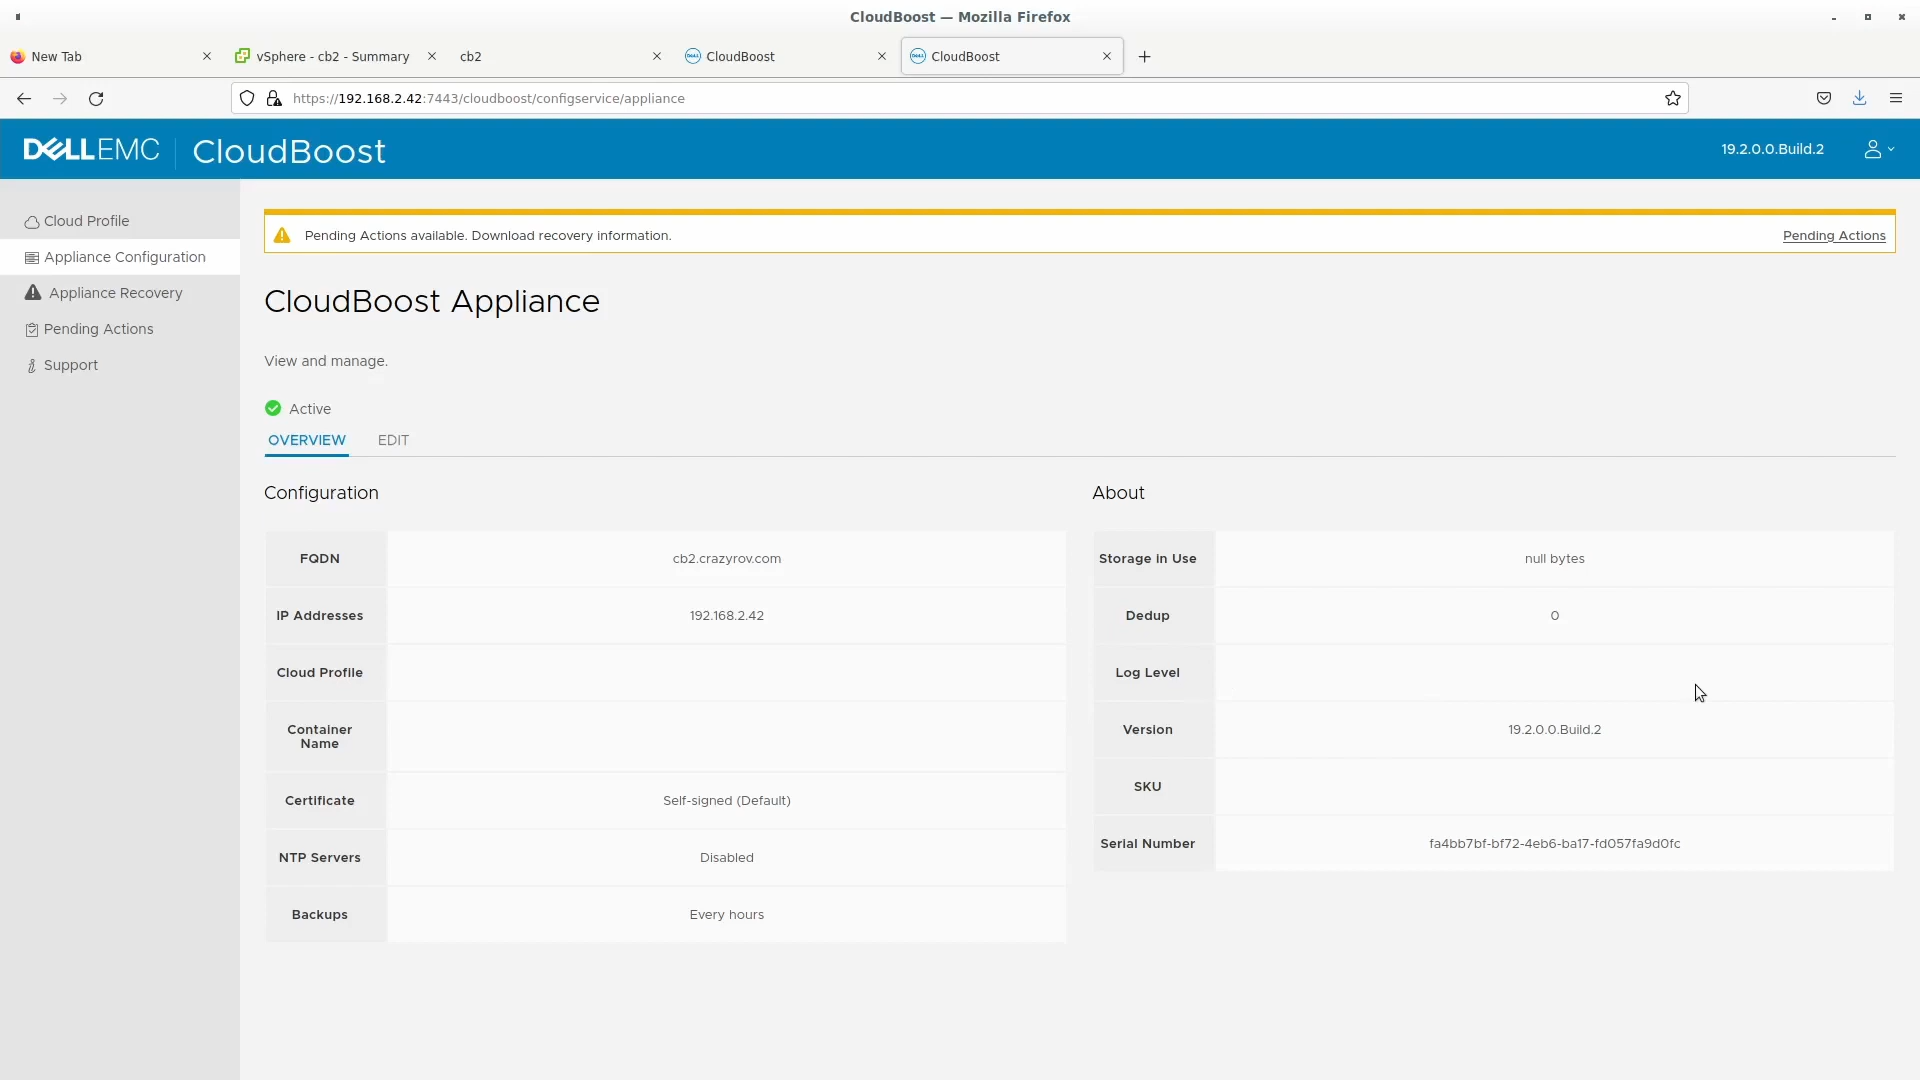 CloudBoost — Mozilla Firefox
New Tab
vSphere - cb2 - Summary
cb2
CloudBoost
CloudBoost
https://192.168.2.42:7443/cloudboost/configservice/appliance
DELLEMC
CloudBoost
19.2.0.0.Build.2
Cloud Profile
Appliance Configuration
Appliance Recovery
Pending Actions
Support
Pending Actions available. Download recovery information.
Pending Actions
CloudBoost Appliance
View and manage.
Active
OVERVIEW
EDIT
Configuration
FQDN
cb2.crazyrov.com
IP Addresses
192.168.2.42
Cloud Profile
Container
Name
Certificate
Self-signed (Default)
NTP Servers
Disabled
Backups
Every hours
About
Storage in Use
null bytes
Dedup
0
Log Level
Version
19.2.0.0.Build.2
SKU
Serial Number
fa4bb7bf-bf72-4eb6-ba17-fd057fa9d0fc